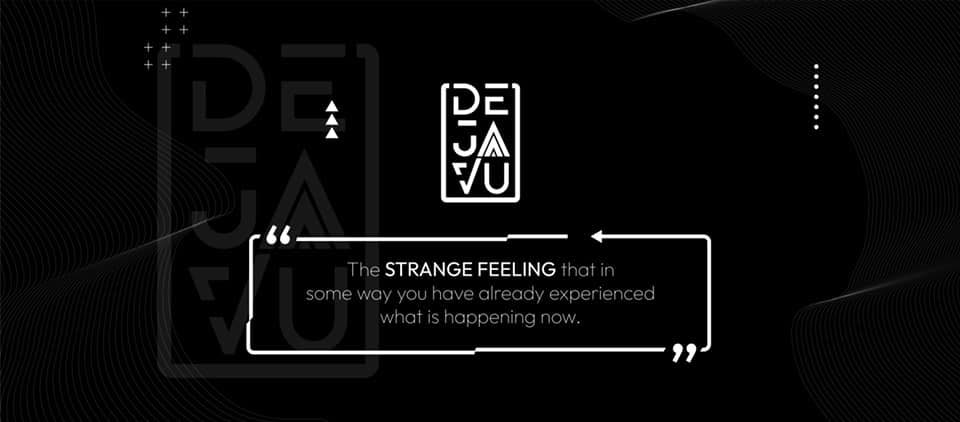 DE
JA
VU
DE
JA
VU
“
The STRANGE FEELING that in
some way you have already experienced
what is happening now.
”